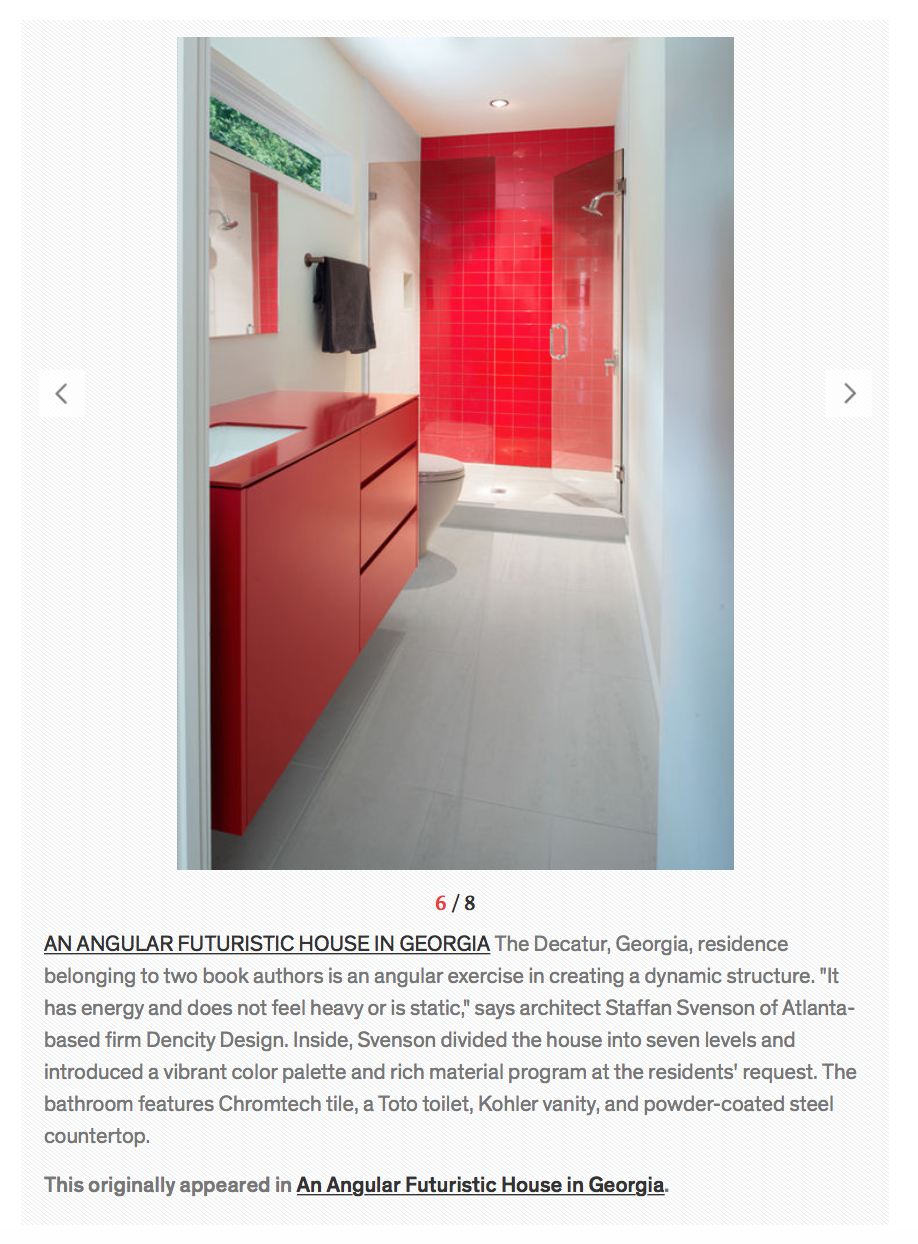 6 / 8
AN ANGULAR FUTURISTIC HOUSE IN GEORGIA The Decatur, Georgia, residence
belonging to two book authors is an angular exercise in creating a dynamic structure. "It
has energy and does not feel heavy or is static," says architect Staffan Svenson of Atlanta-
based firm Dencity Design. Inside, Svenson divided the house into seven levels and
introduced a vibrant color palette and rich material program at the residents' request. The
bathroom features Chromtech tile, a Toto toilet, Kohler vanity, and powder-coated steel
countertop.
This originally appeared in An Angular Futuristic House in Georgia.